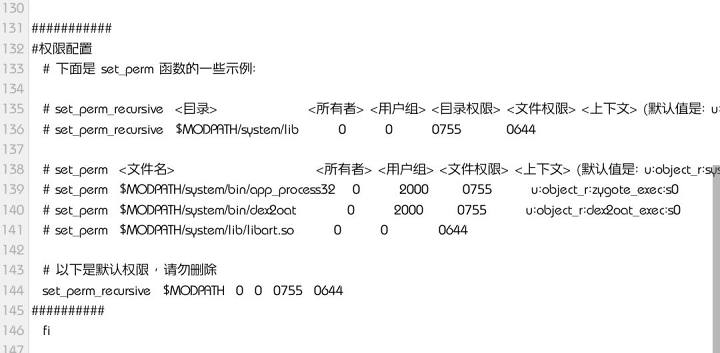 130
131 ###########
132 #权限配置
133 # 下面是 set_perm 函数的一些示例:
134
135 # set_perm_recursive <目录> <所有者> <用户组> <目录权限> <文件权限> <上下文> (默认值是: u:
136 # set_perm_recursive $MODPATH/system/lib 0 0 0755 0644
137
138 # set_perm <文件名> <所有者> <用户组> <文件权限> <上下文> (默认值是: u:object_r:sys
139 # set_perm $MODPATH/system/bin/app_process32 0 2000 0755 u:object_r:zygote_exec:s0
140 # set_perm $MODPATH/system/bin/dex2oat 0 2000 0755 u:object_r:dex2oat_exec:s0
141 # set_perm $MODPATH/system/lib/libart.so 0 0 0644
142
143 # 以下是默认权限，请勿删除
144 set_perm_recursive $MODPATH 0 0 0755 0644
145 ##########
146 fi
147